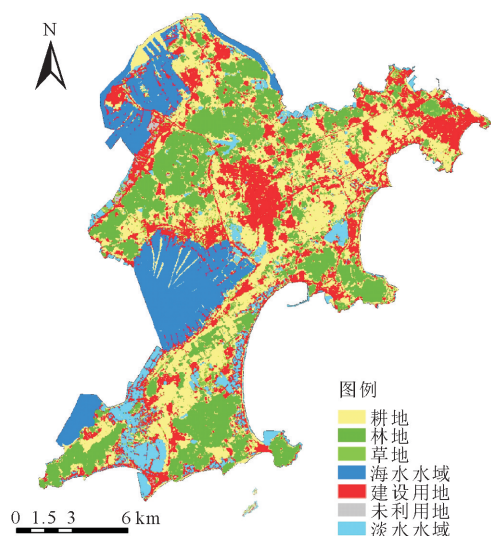 N
图例
耕地
林地
草地
海水水域
建设用地
未利用地
淡水水域
0 1.5 3 6 km